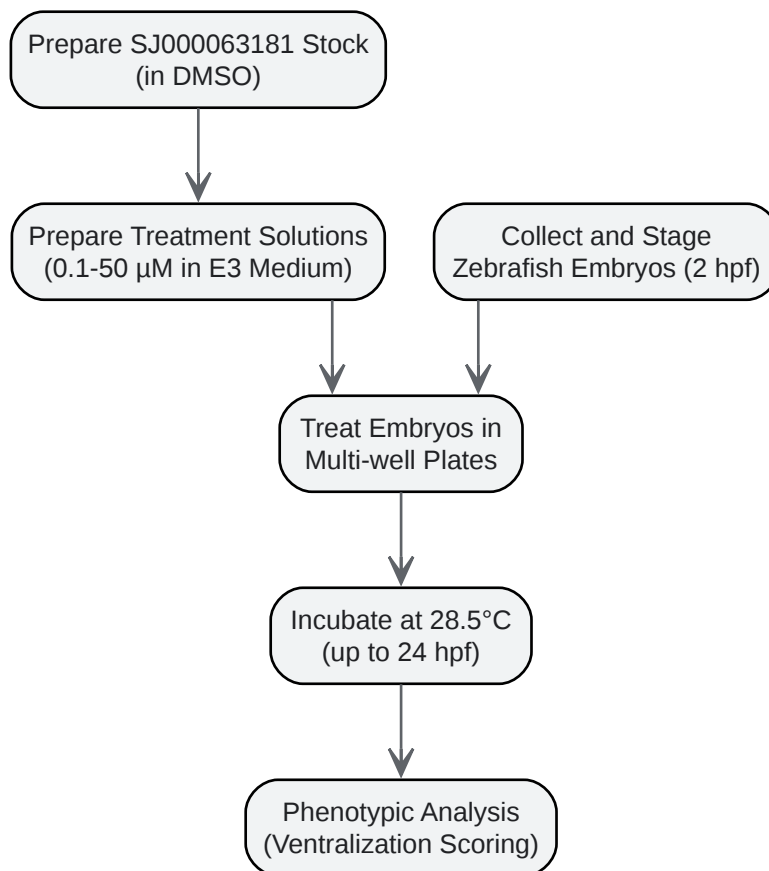 Prepare SJ000063181 Stock
(in DMSO)
Prepare Treatment Solutions
(0.1-50 µM in E3 Medium)
Collect and Stage
Zebrafish Embryos (2 hpf)
Treat Embryos in
Multi-well Plates
Incubate at 28.5°C
(up to 24 hpf)
Phenotypic Analysis
(Ventralization Scoring)